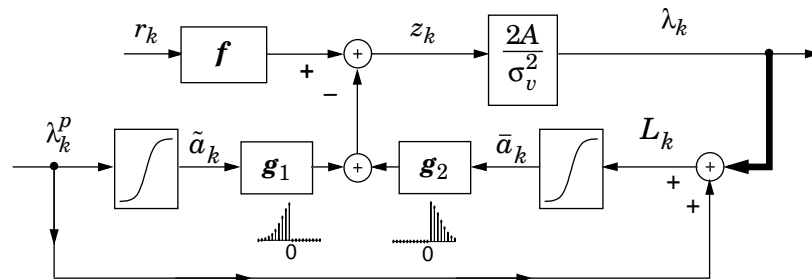 r_k f + + z_k 2A/σ_v^2 λ_k
−
λ_k^p ã_k g_1 + g_2 ā_k L_k +
+ +
0 0